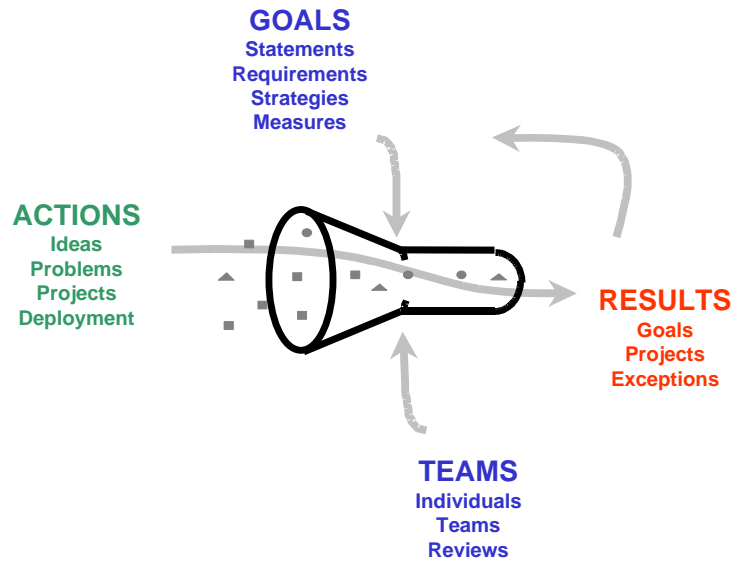 GOALS
Statements
Requirements
Strategies
Measures
ACTIONS
Ideas
Problems
Projects
Deployment
RESULTS
Goals
Projects
Exceptions
TEAMS
Individuals
Teams
Reviews